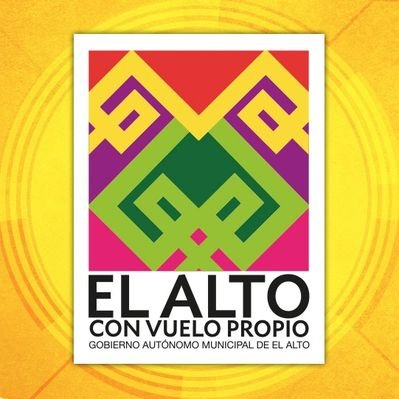 EL ALTO
CON VUELO PROPIO
GOBIERNO AUTÓNOMO MUNICIPAL DE EL ALTO